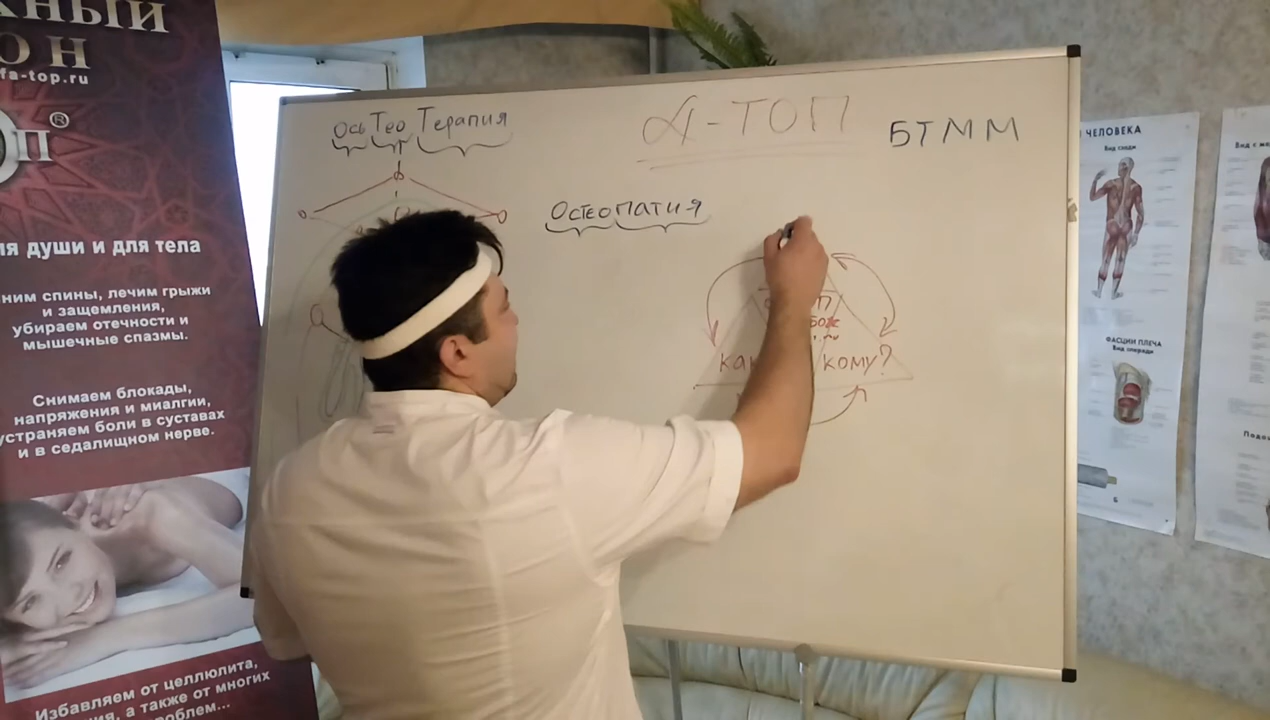 fa-top.ru
ля души и для тела
ним спины, лечим грыжи
и защемления,
убираем отечности и
мышечные спазмы.
Снимаем блокады,
напряжения и миалгии,
устраняем боли в суставах
и в седалищном нерве.
Избавляем от целлюлита,
а также от многих
ОсьТеоТерапия
α-ТОП
БТММ
Остеопатия
кому?
ЧЕЛОВЕКА
Вид сзади
ФАСЦИИ ПЛЕЧА
Вид спереди